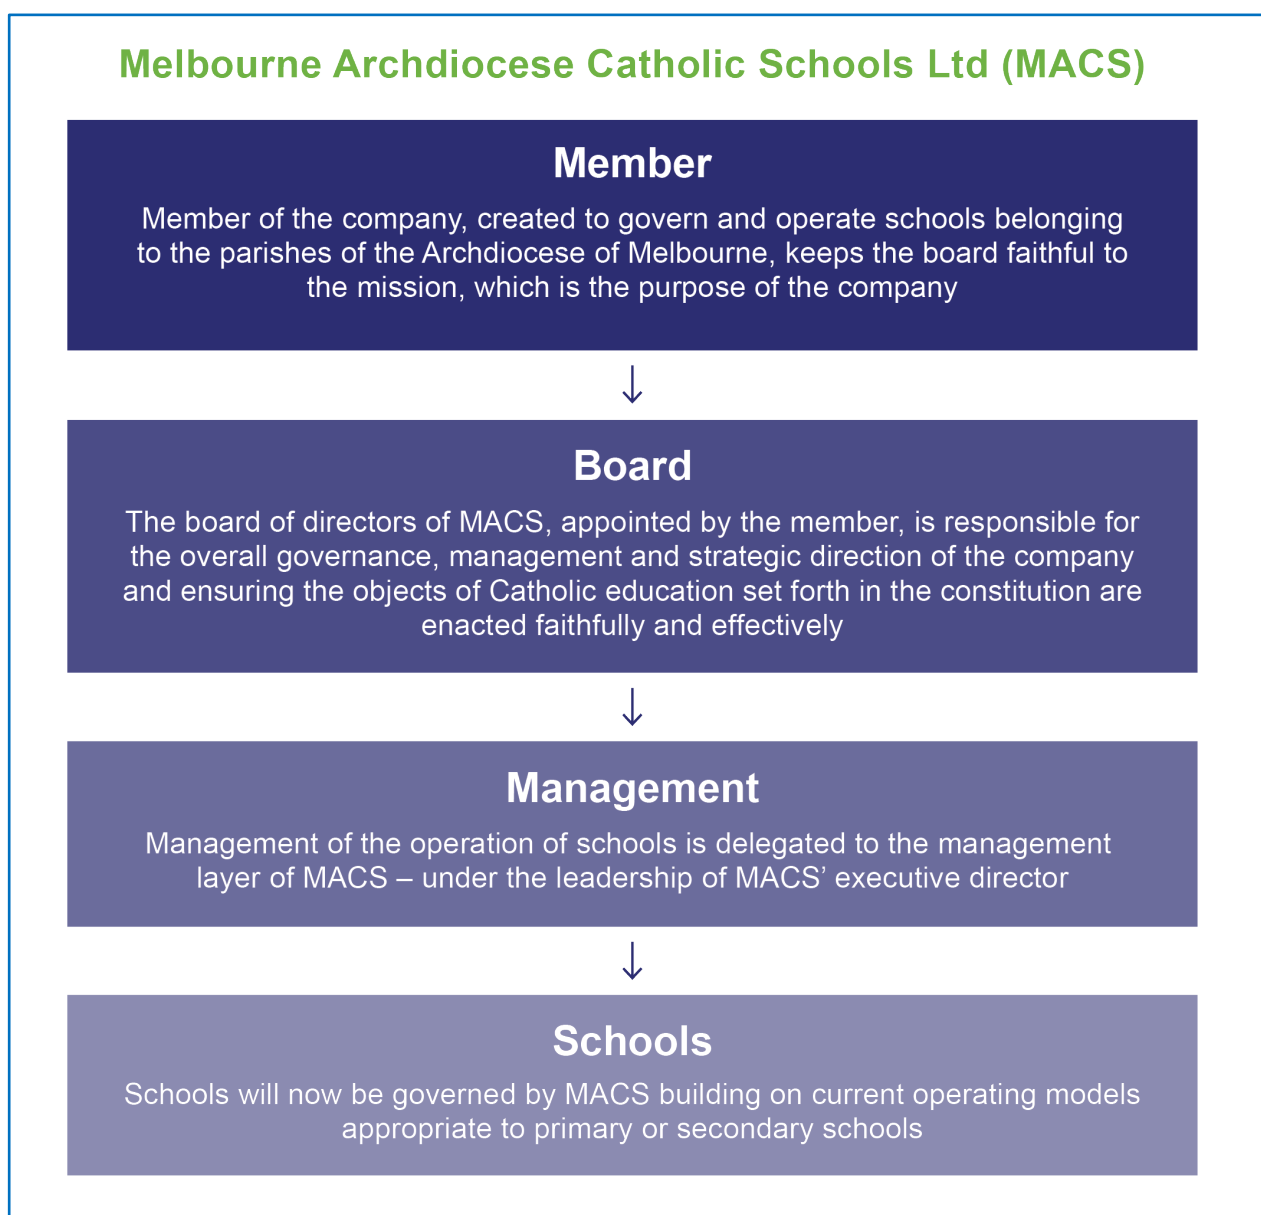 Melbourne Archdiocese Catholic Schools Ltd (MACS)
Member
Member of the company, created to govern and operate schools belonging
to the parishes of the Archdiocese of Melbourne, keeps the board faithful to
the mission, which is the purpose of the company
↓
Board
The board of directors of MACS, appointed by the member, is responsible for
the overall governance, management and strategic direction of the company
and ensuring the objects of Catholic education set forth in the constitution are
enacted faithfully and effectively
↓
Management
Management of the operation of schools is delegated to the management
layer of MACS – under the leadership of MACS’ executive director
↓
Schools
Schools will now be governed by MACS building on current operating models
appropriate to primary or secondary schools